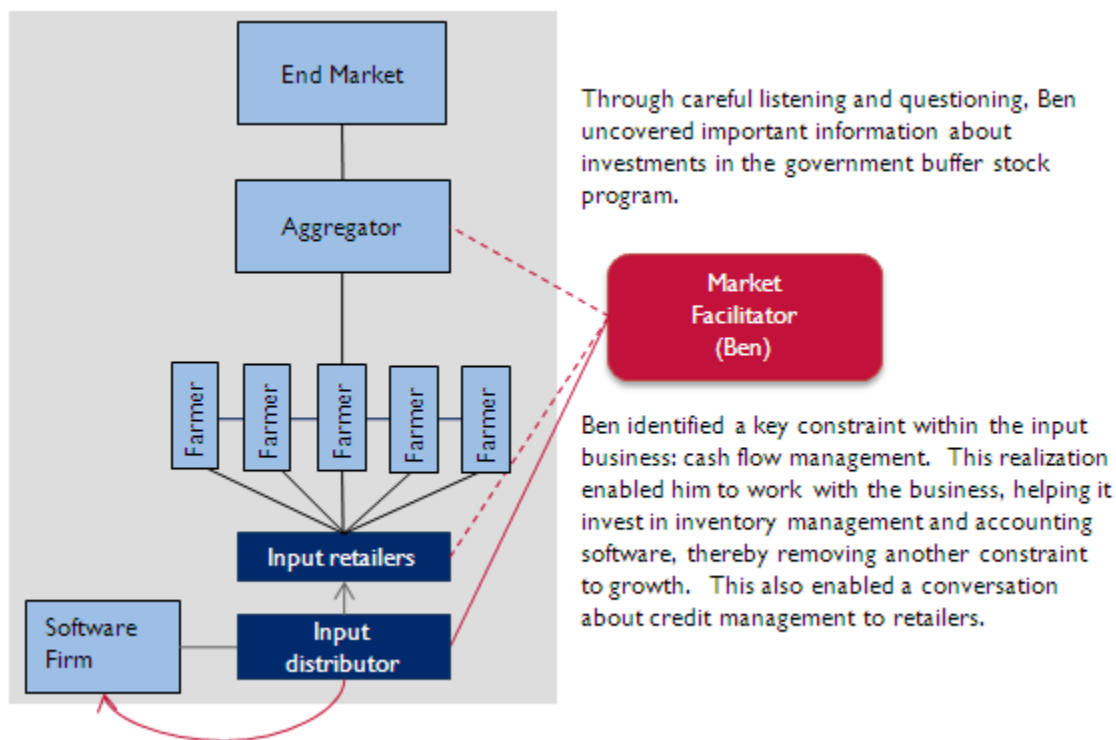 End Market
Through careful listening and questioning, Ben
uncovered important information about
investments in the government buffer stock
program.
Aggregator
Market
Facilitator
(Ben)
Farmer
Farmer
Farmer
Farmer
Farmer
Ben identified a key constraint within the input
business: cash flow management. This realization
enabled him to work with the business, helping it
invest in inventory management and accounting
software, thereby removing another constraint
to growth. This also enabled a conversation
about credit management to retailers.
Input retailers
Software
Firm
Input
distributor